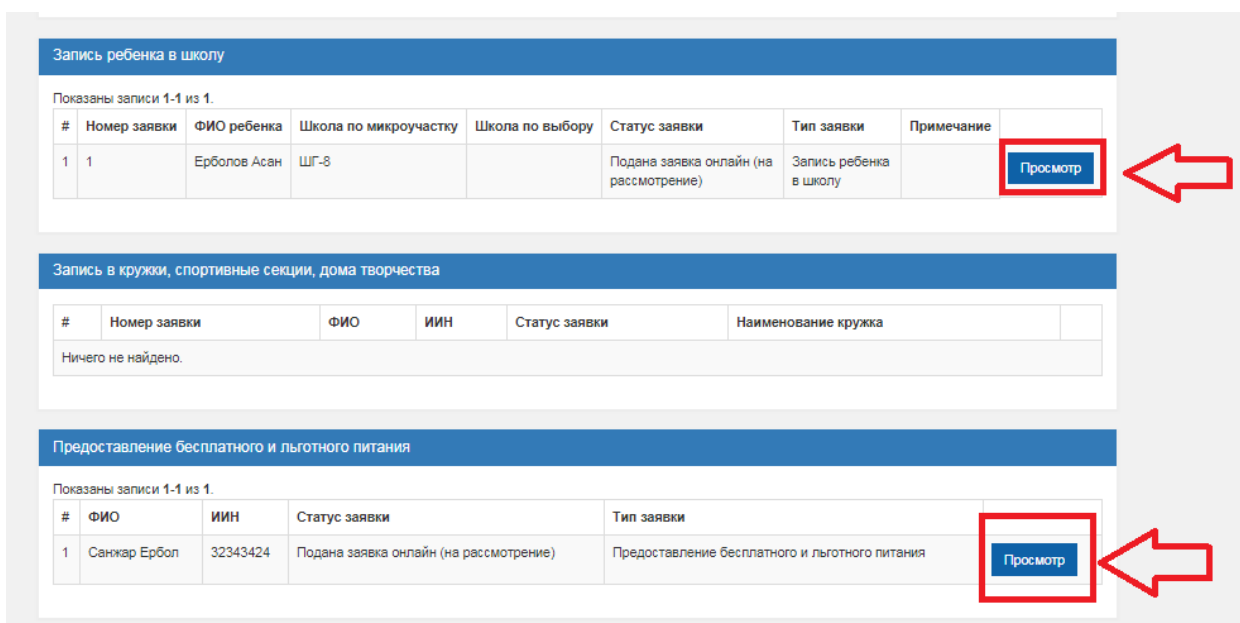 Запись ребенка в школу
Показаны записи 1-1 из 1.
# Номер заявки ФИО ребенка Школа по микроучастку Школа по выбору Статус заявки Тип заявки Примечание
1 1 Ерболов Асан ШГ-8 Подана заявка онлайн (на рассмотрение) Запись ребенка в школу Просмотр
Запись в кружки, спортивные секции, дома творчества
# Номер заявки ФИО ИИН Статус заявки Наименование кружка
Ничего не найдено.
Предоставление бесплатного и льготного питания
Показаны записи 1-1 из 1.
# ФИО ИИН Статус заявки Тип заявки
1 Санжар Ербол 32343424 Подана заявка онлайн (на рассмотрение) Предоставление бесплатного и льготного питания Просмотр